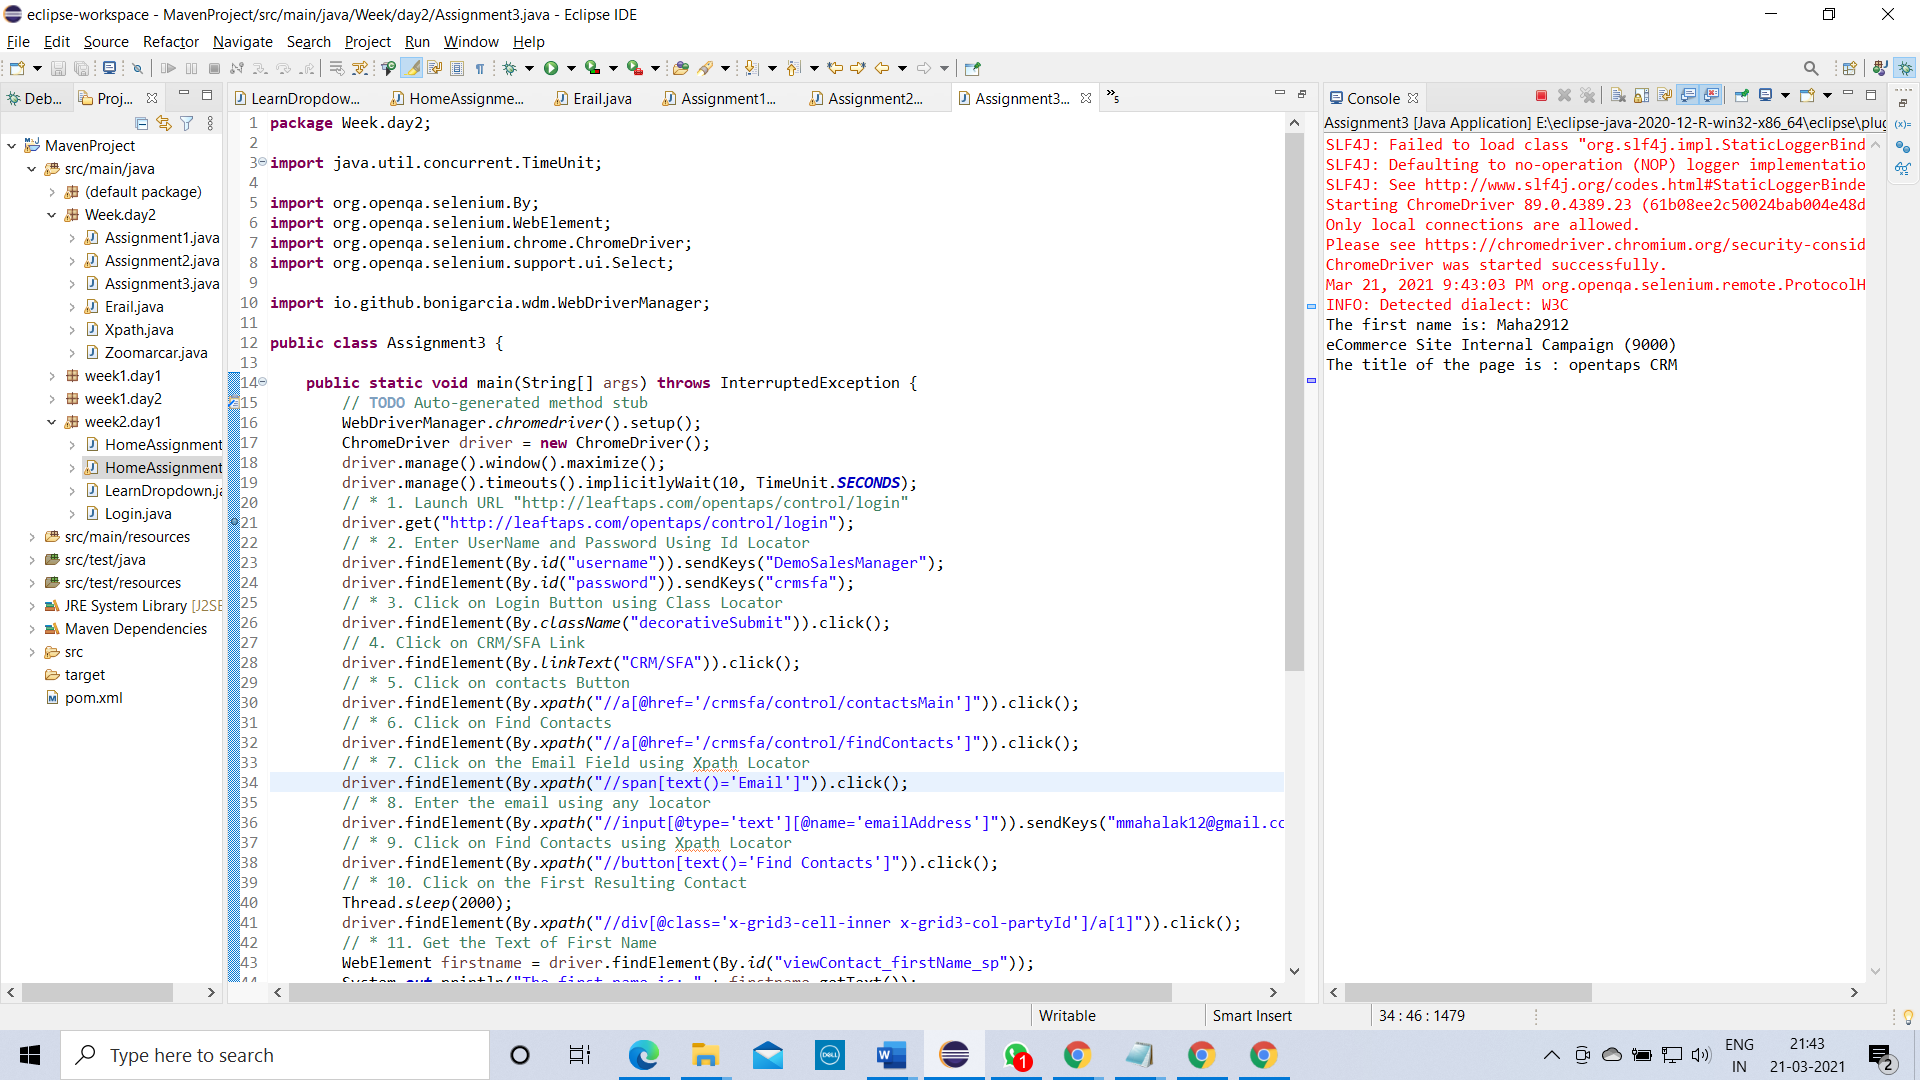 eclipse-workspace - MavenProject/src/main/java/Week/day2/Assignment3.java - Eclipse IDE
File Edit Source Refactor Navigate Search Project Run Window Help
Deb... Proj...
MavenProject
src/main/java
(default package)
Week.day2
Assignment1.java
Assignment2.java
Assignment3.java
Erail.java
Xpath.java
Zoomarcar.java
week1.day1
week1.day2
week2.day1
HomeAssignment
HomeAssignment
LearnDropdown.ja
Login.java
src/main/resources
src/test/java
src/test/resources
JRE System Library [J2SE
Maven Dependencies
src
target
pom.xml
LearnDropdow... HomeAssignme... Erail.java Assignment1... Assignment2... Assignment3... »5
1 package Week.day2;
2
3 import java.util.concurrent.TimeUnit;
4
5 import org.openqa.selenium.By;
6 import org.openqa.selenium.WebElement;
7 import org.openqa.selenium.chrome.ChromeDriver;
8 import org.openqa.selenium.support.ui.Select;
9
10 import io.github.bonigarcia.wdm.WebDriverManager;
11
12 public class Assignment3 {
13
14 public static void main(String[] args) throws InterruptedException {
15 // TODO Auto-generated method stub
16 WebDriverManager.chromedriver().setup();
17 ChromeDriver driver = new ChromeDriver();
18 driver.manage().window().maximize();
19 driver.manage().timeouts().implicitlyWait(10, TimeUnit.SECONDS);
20 // * 1. Launch URL "http://leaftaps.com/opentaps/control/login"
21 driver.get("http://leaftaps.com/opentaps/control/login");
22 // * 2. Enter UserName and Password Using Id Locator
23 driver.findElement(By.id("username")).sendKeys("DemoSalesManager");
24 driver.findElement(By.id("password")).sendKeys("crmsfa");
25 // * 3. Click on Login Button using Class Locator
26 driver.findElement(By.className("decorativeSubmit")).click();
27 // 4. Click on CRM/SFA Link
28 driver.findElement(By.linkText("CRM/SFA")).click();
29 // * 5. Click on contacts Button
30 driver.findElement(By.xpath("//a[@href='/crmsfa/control/contactsMain']")).click();
31 // * 6. Click on Find Contacts
32 driver.findElement(By.xpath("//a[@href='/crmsfa/control/findContacts']")).click();
33 // * 7. Click on the Email Field using Xpath Locator
34 driver.findElement(By.xpath("//span[text()='Email']")).click();
35 // * 8. Enter the email using any locator
36 driver.findElement(By.xpath("//input[@type='text'][@name='emailAddress']")).sendKeys("mmahalak12@gmail.cc
37 // * 9. Click on Find Contacts using Xpath Locator
38 driver.findElement(By.xpath("//button[text()='Find Contacts']")).click();
39 // * 10. Click on the First Resulting Contact
40 Thread.sleep(2000);
41 driver.findElement(By.xpath("//div[@class='x-grid3-cell-inner x-grid3-col-partyId']/a[1]")).click();
42 // * 11. Get the Text of First Name
43 WebElement firstname = driver.findElement(By.id("viewContact_firstName_sp"));
44 System.out.println("The first name is: " + firstname.getText());
Console
Assignment3 [Java Application] E:\eclipse-java-2020-12-R-win32-x86_64\eclipse\plug
SLF4J: Failed to load class "org.slf4j.impl.StaticLoggerBind
SLF4J: Defaulting to no-operation (NOP) logger implementatio
SLF4J: See http://www.slf4j.org/codes.html#StaticLoggerBinde
Starting ChromeDriver 89.0.4389.23 (61b08ee2c50024bab004e48d
Only local connections are allowed.
Please see https://chromedriver.chromium.org/security-consid
ChromeDriver was started successfully.
Mar 21, 2021 9:43:03 PM org.openqa.selenium.remote.ProtocolH
INFO: Detected dialect: W3C
The first name is: Maha2912
eCommerce Site Internal Campaign (9000)
The title of the page is : opentaps CRM
Writable Smart Insert 34 : 46 : 1479
Type here to search
DELL
W
1
ENG
IN
21:43
21-03-2021
2